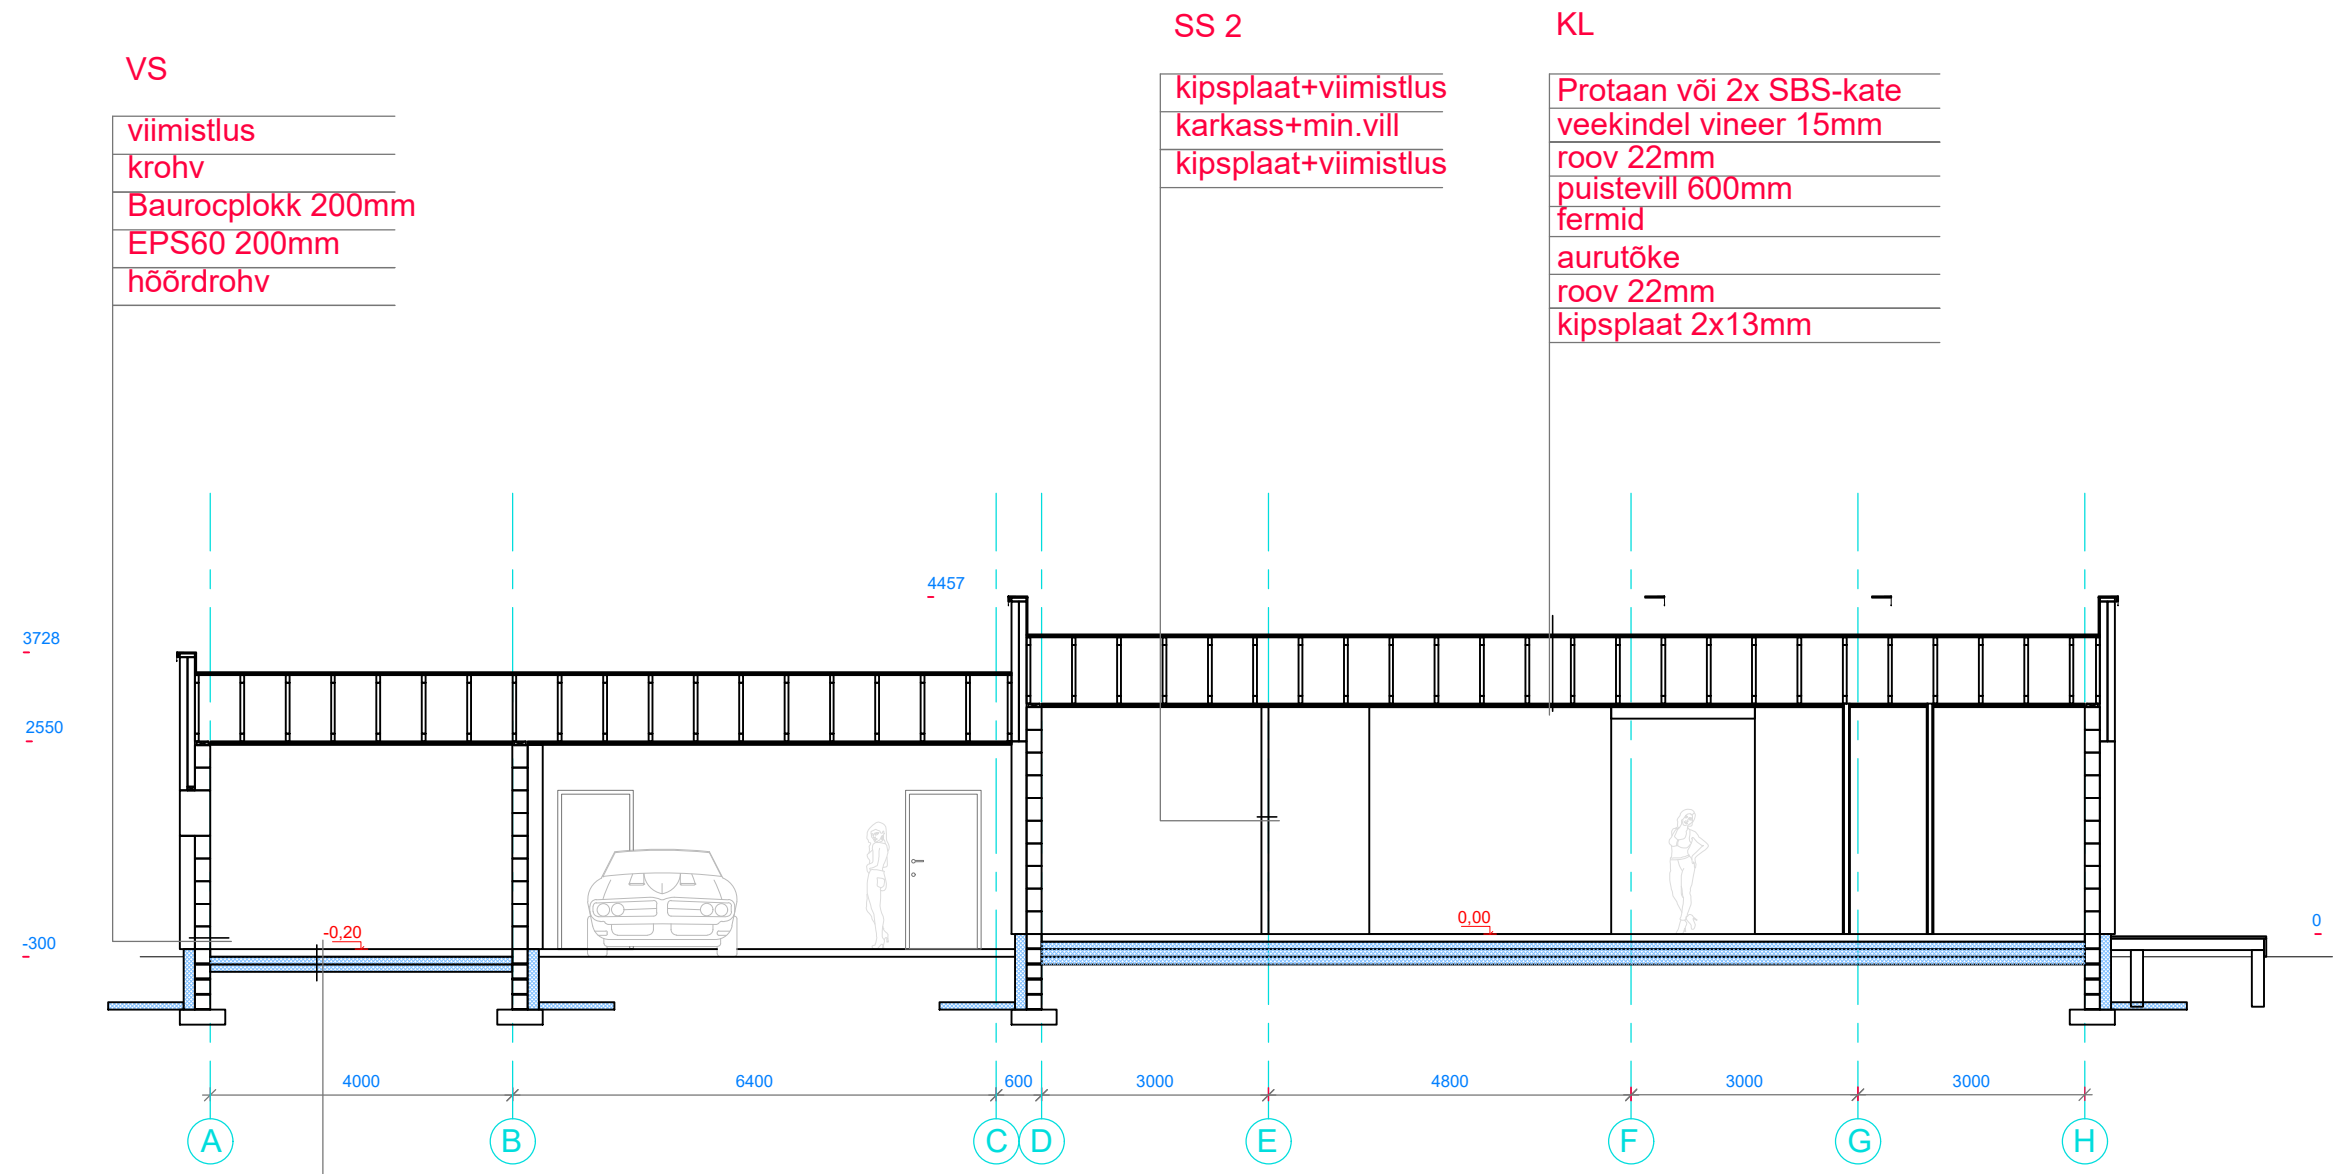 SS 2
KL
VS
viimistlus
krohv
Baurocplokk 200mm
EPS60 200mm
hõõrdrohv
kipsplaat+viimistlus
karkass+min.vill
kipsplaat+viimistlus
Protaan või 2x SBS-kate
veekindel vineer 15mm
roov 22mm
puistevill 600mm
fermid
aurutõke
roov 22mm
kipsplaat 2x13mm
4457
3728
2550
-300
-0,20
0,00
0
4000
6400
600
3000
4800
3000
3000
A
B
C
D
E
F
G
H